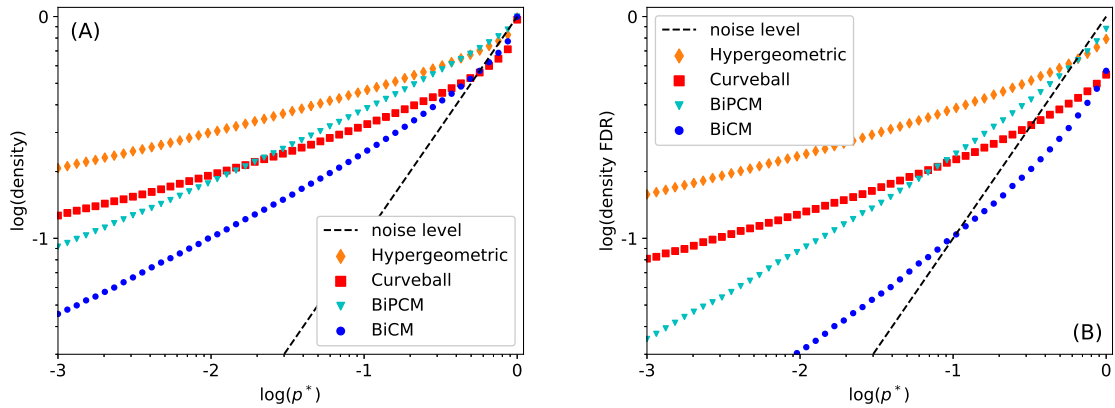 (A)
0
-1
log(density)
noise level
Hypergeometric
Curveball
BiPCM
BiCM
-3
-2
-1
0
log(p*)
0
-1
log(density FDR)
noise level
Hypergeometric
Curveball
BiPCM
BiCM
(B)
-3
-2
-1
0
log(p*)